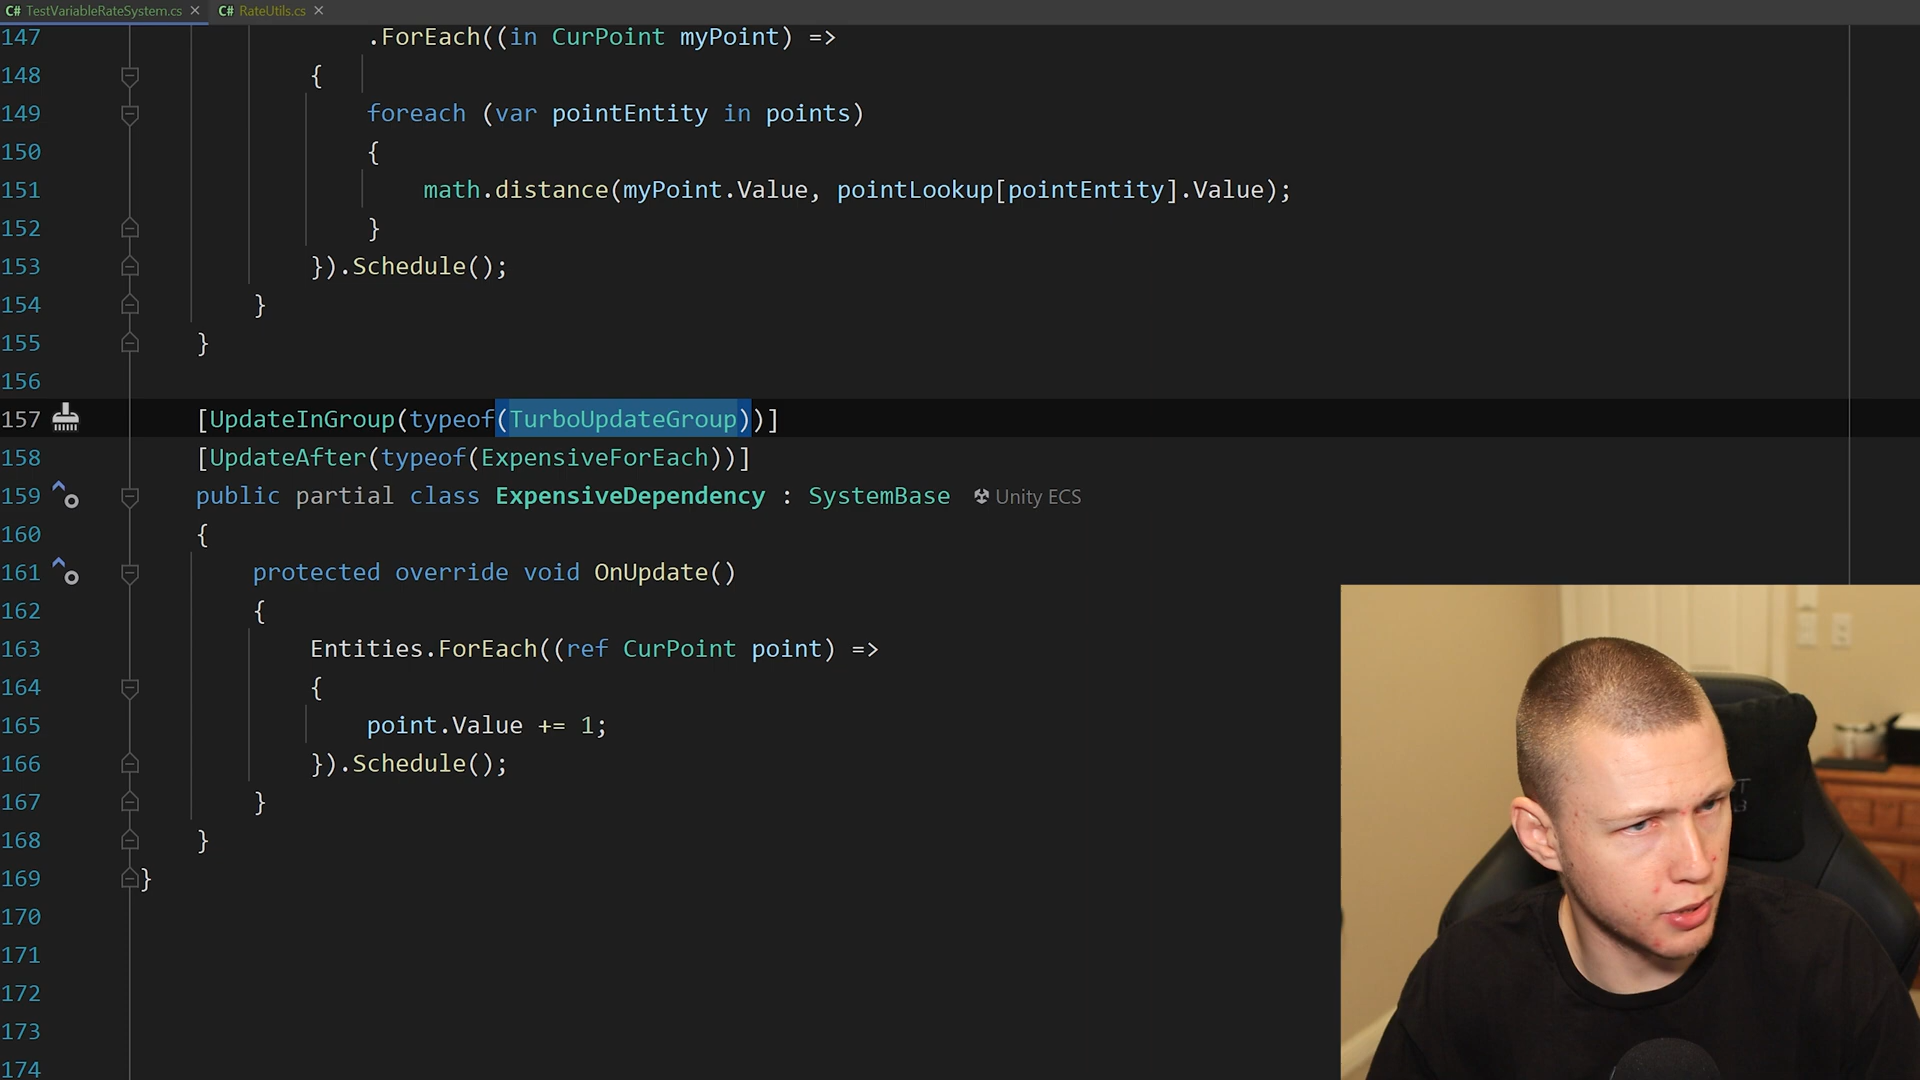 C# TestVariableRateSystem.cs × C# RateUtils.cs ×
147 .ForEach((in CurPoint myPoint) =>
148 {
149 foreach (var pointEntity in points)
150 {
151 math.distance(myPoint.Value, pointLookup[pointEntity].Value);
152 }
153 }).Schedule();
154 }
155 }
156
157 [UpdateInGroup(typeof(TurboUpdateGroup))]
158 [UpdateAfter(typeof(ExpensiveForEach))]
159 public partial class ExpensiveDependency : SystemBase Unity ECS
160 {
161 protected override void OnUpdate()
162 {
163 Entities.ForEach((ref CurPoint point) =>
164 {
165 point.Value += 1;
166 }).Schedule();
167 }
168 }
169 }
170
171
172
173
174